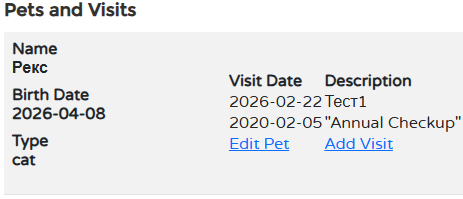 Pets and Visits
Name
Рекс
Birth Date
2026-04-08
Type
cat
Visit Date Description
2026-02-22 Тест1
2020-02-05 "Annual Checkup"
Edit Pet Add Visit